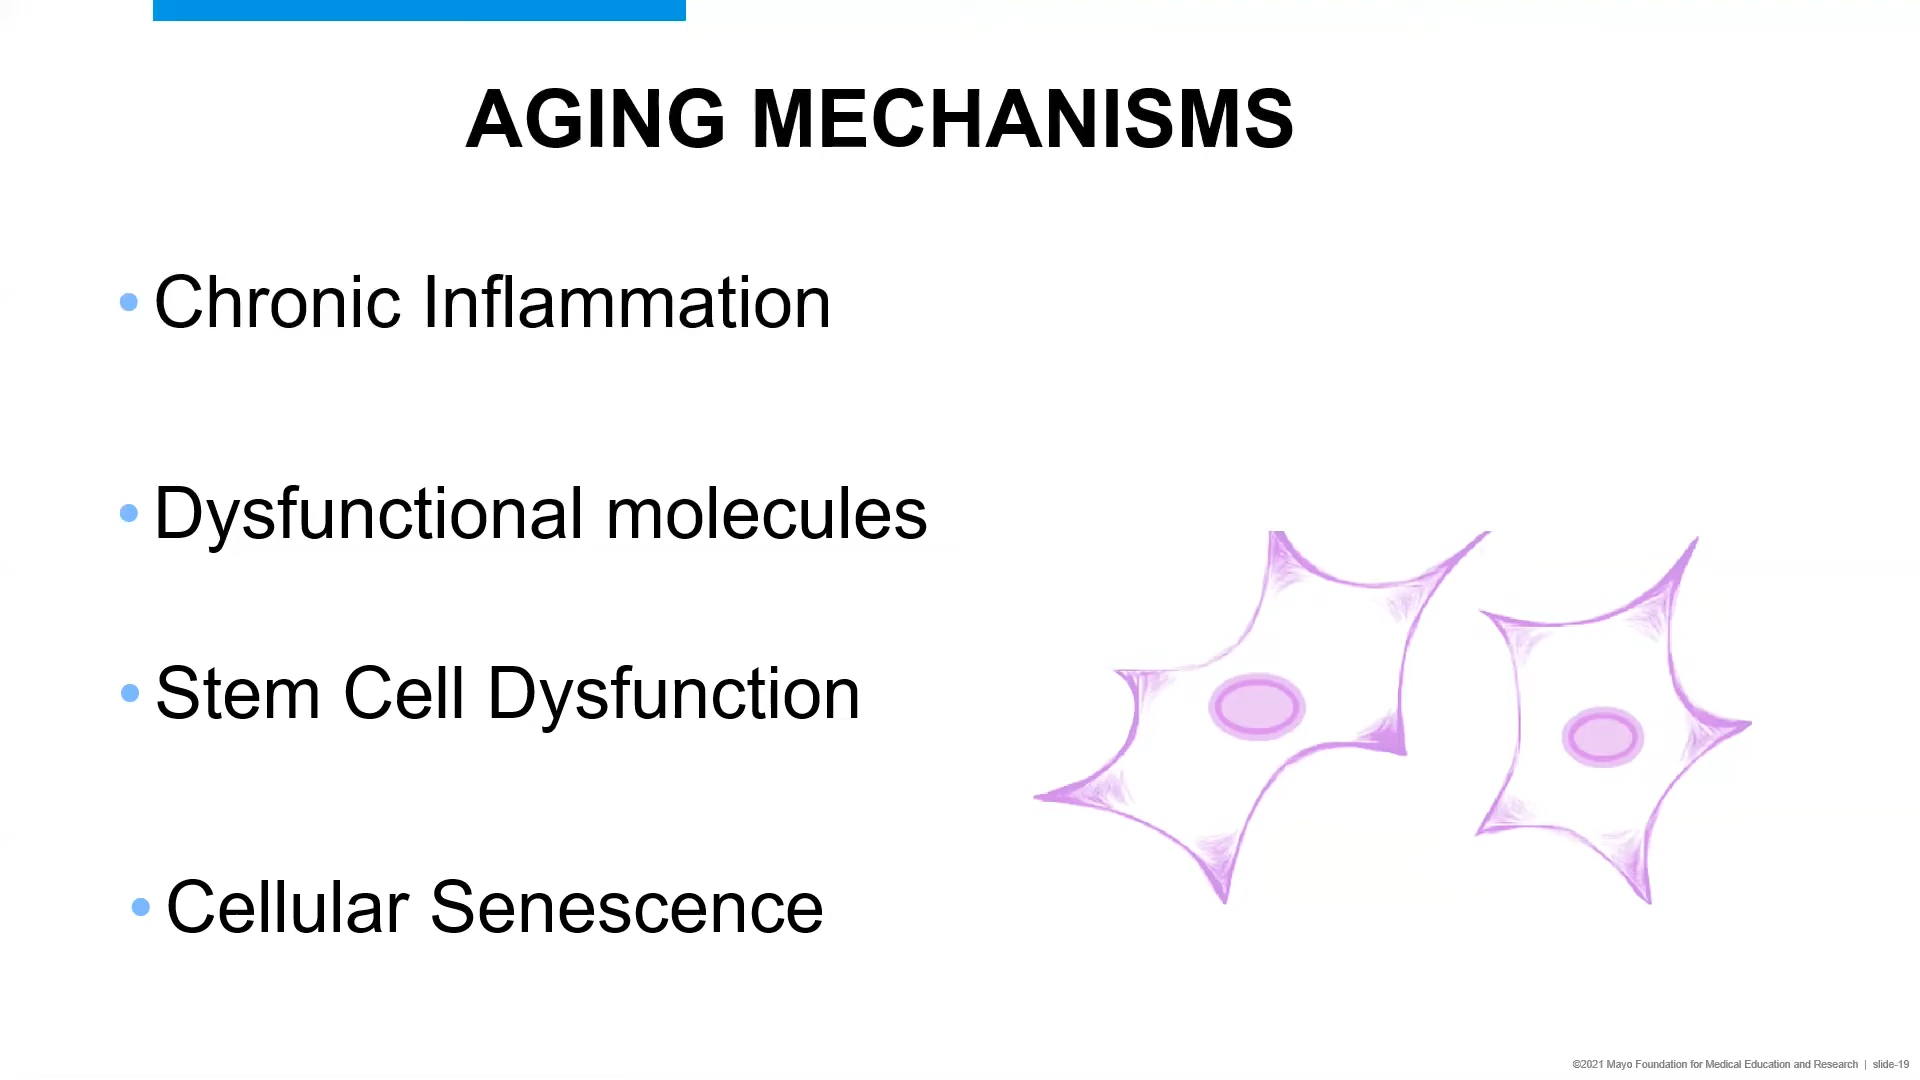 AGING MECHANISMS
• Chronic Inflammation
• Dysfunctional molecules
• Stem Cell Dysfunction
• Cellular Senescence
©2021 Mayo Foundation for Medical Education and Research | slide-19